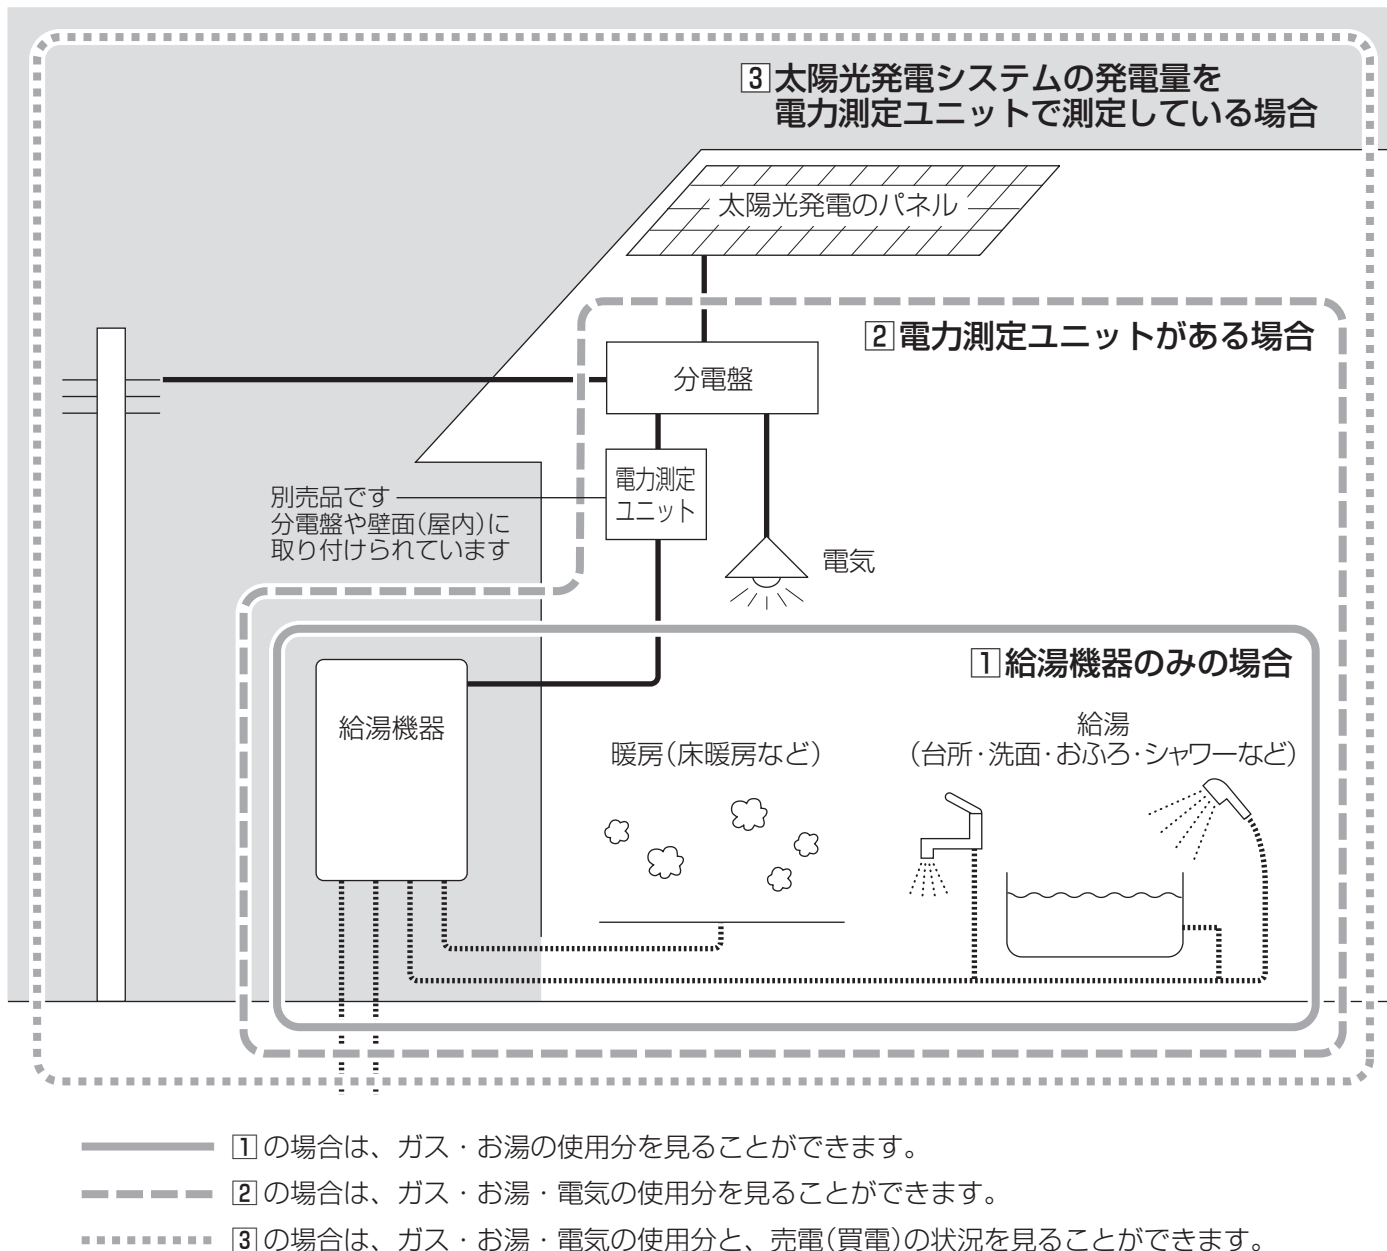 3太陽光発電システムの発電量を
電力測定ユニットで測定している場合
太陽光発電のパネル
2電力測定ユニットがある場合
分電盤
電力測定
ユニット
別売品です
分電盤や壁面(屋内)に
取り付けられています
電気
1給湯機器のみの場合
給湯機器
暖房(床暖房など)
給湯
(台所・洗面・おふろ・シャワーなど)
1の場合は、ガス・お湯の使用分を見ることができます。
2の場合は、ガス・お湯・電気の使用分を見ることができます。
3の場合は、ガス・お湯・電気の使用分と、売電(買電)の状況を見ることができます。